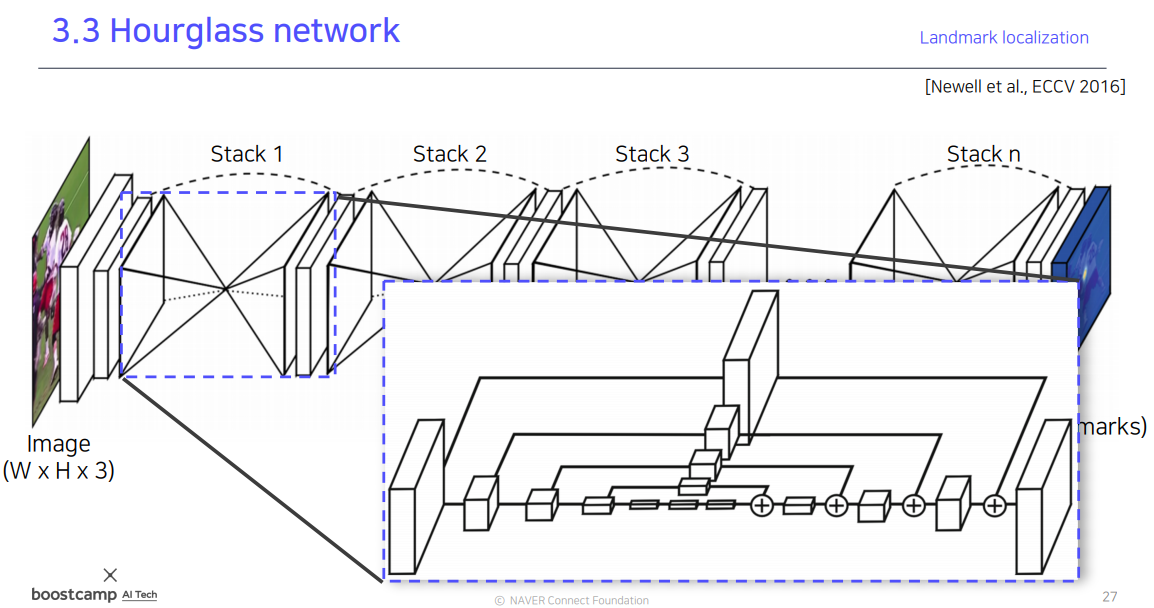 3.3 Hourglass network
Landmark localization
[Newell et al., ECCV 2016]
Stack 1
Stack 2
Stack 3
Stack n
Image
(W x H x 3)
marks)
boostcamp AI Tech
© NAVER Connect Foundation
27